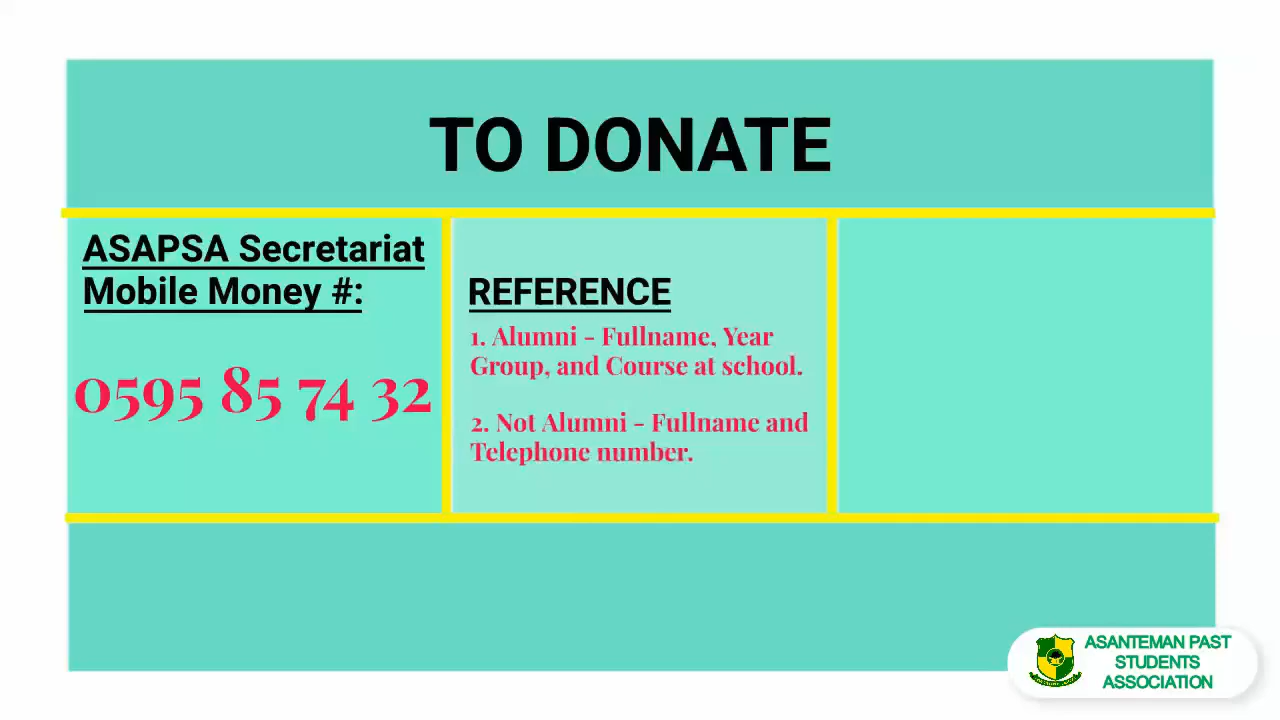 TO DONATE
ASAPSA Secretariat
Mobile Money #:
0595 85 74 32
REFERENCE
1. Alumni - Fullname, Year
Group, and Course at school.
2. Not Alumni - Fullname and
Telephone number.
ASANTEMAN PAST
STUDENTS
ASSOCIATION